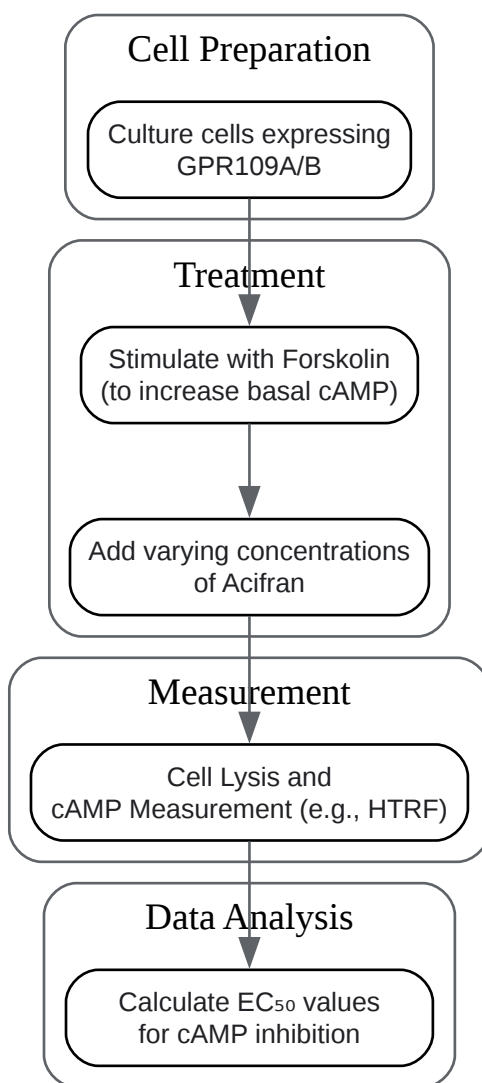 Cell Preparation
Culture cells expressing
GPR109A/B
Treatment
Stimulate with Forskolin
(to increase basal cAMP)
Add varying concentrations
of Acifran
Measurement
Cell Lysis and
cAMP Measurement (e.g., HTRF)
Data Analysis
Calculate EC₅₀ values
for cAMP inhibition